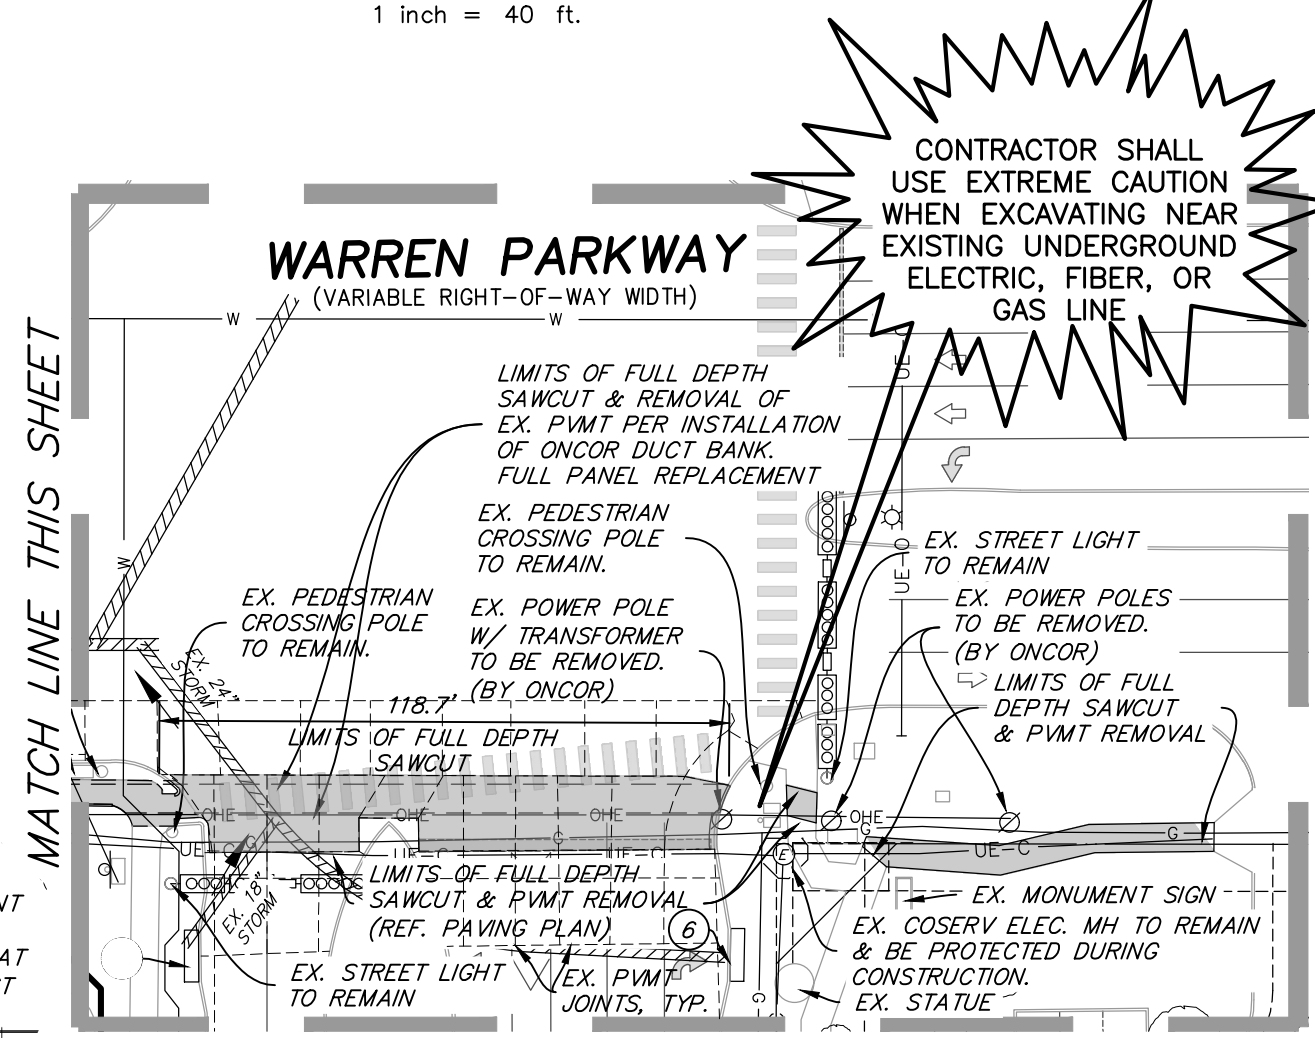 1 inch = 40 ft.
CONTRACTOR SHALL
USE EXTREME CAUTION
WHEN EXCAVATING NEAR
EXISTING UNDERGROUND
ELECTRIC, FIBER, OR
GAS LINE
WARREN PARKWAY
(VARIABLE RIGHT-OF-WAY WIDTH)
W
W
W
MATCH LINE THIS SHEET
LIMITS OF FULL DEPTH
SAWCUT & REMOVAL OF
EX. PVMT PER INSTALLATION
OF ONCOR DUCT BANK.
FULL PANEL REPLACEMENT
EX. PEDESTRIAN
CROSSING POLE
TO REMAIN.
EX. STREET LIGHT
TO REMAIN
EX. PEDESTRIAN
CROSSING POLE
TO REMAIN.
EX. POWER POLE
W/ TRANSFORMER
TO BE REMOVED.
(BY ONCOR)
EX. POWER POLES
TO BE REMOVED.
(BY ONCOR)
LIMITS OF FULL
DEPTH SAWCUT
& PVMT REMOVAL
EX. 24"
STORM
118.7'
LIMITS OF FULL DEPTH
SAWCUT
OHE
OHE
OHE
OHE
G
G
G
G
UE-C
UE-C
E
LIMITS OF FULL DEPTH
SAWCUT & PVMT REMOVAL
(REF. PAVING PLAN)
EX. 18"
STORM
6
EX. MONUMENT SIGN
EX. COSERV ELEC. MH TO REMAIN
& BE PROTECTED DURING
CONSTRUCTION.
EX. STATUE
EX. STREET LIGHT
TO REMAIN
EX. PVMT
JOINTS, TYP.
G
NT
AT